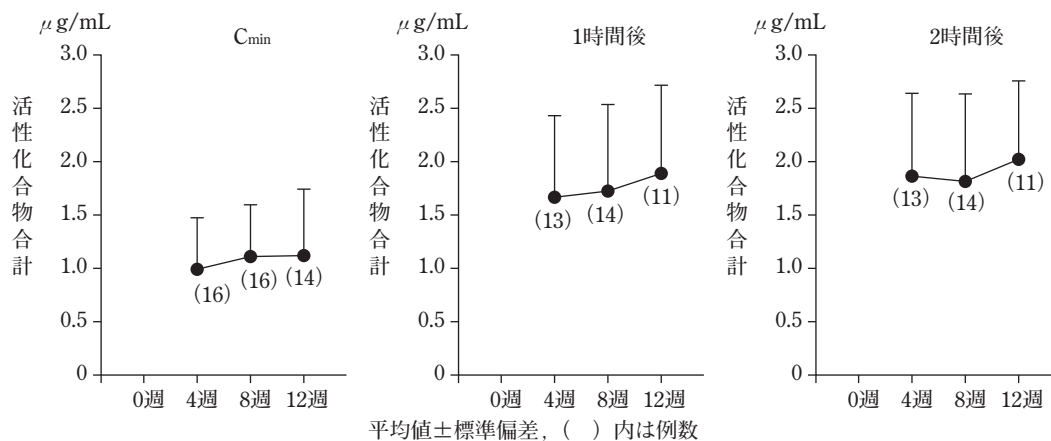 μg/mL
Cmin
3.0
2.5
2.0
1.5
1.0
0.5
0
活性化合物合計
(16)
(16)
(14)
0週 4週 8週 12週
μg/mL
1時間後
3.0
2.5
2.0
1.5
1.0
0.5
0
活性化合物合計
(13)
(14)
(11)
0週 4週 8週 12週
μg/mL
2時間後
3.0
2.5
2.0
1.5
1.0
0.5
0
活性化合物合計
(13)
(14)
(11)
0週 4週 8週 12週
平均値±標準偏差,( )内は例数